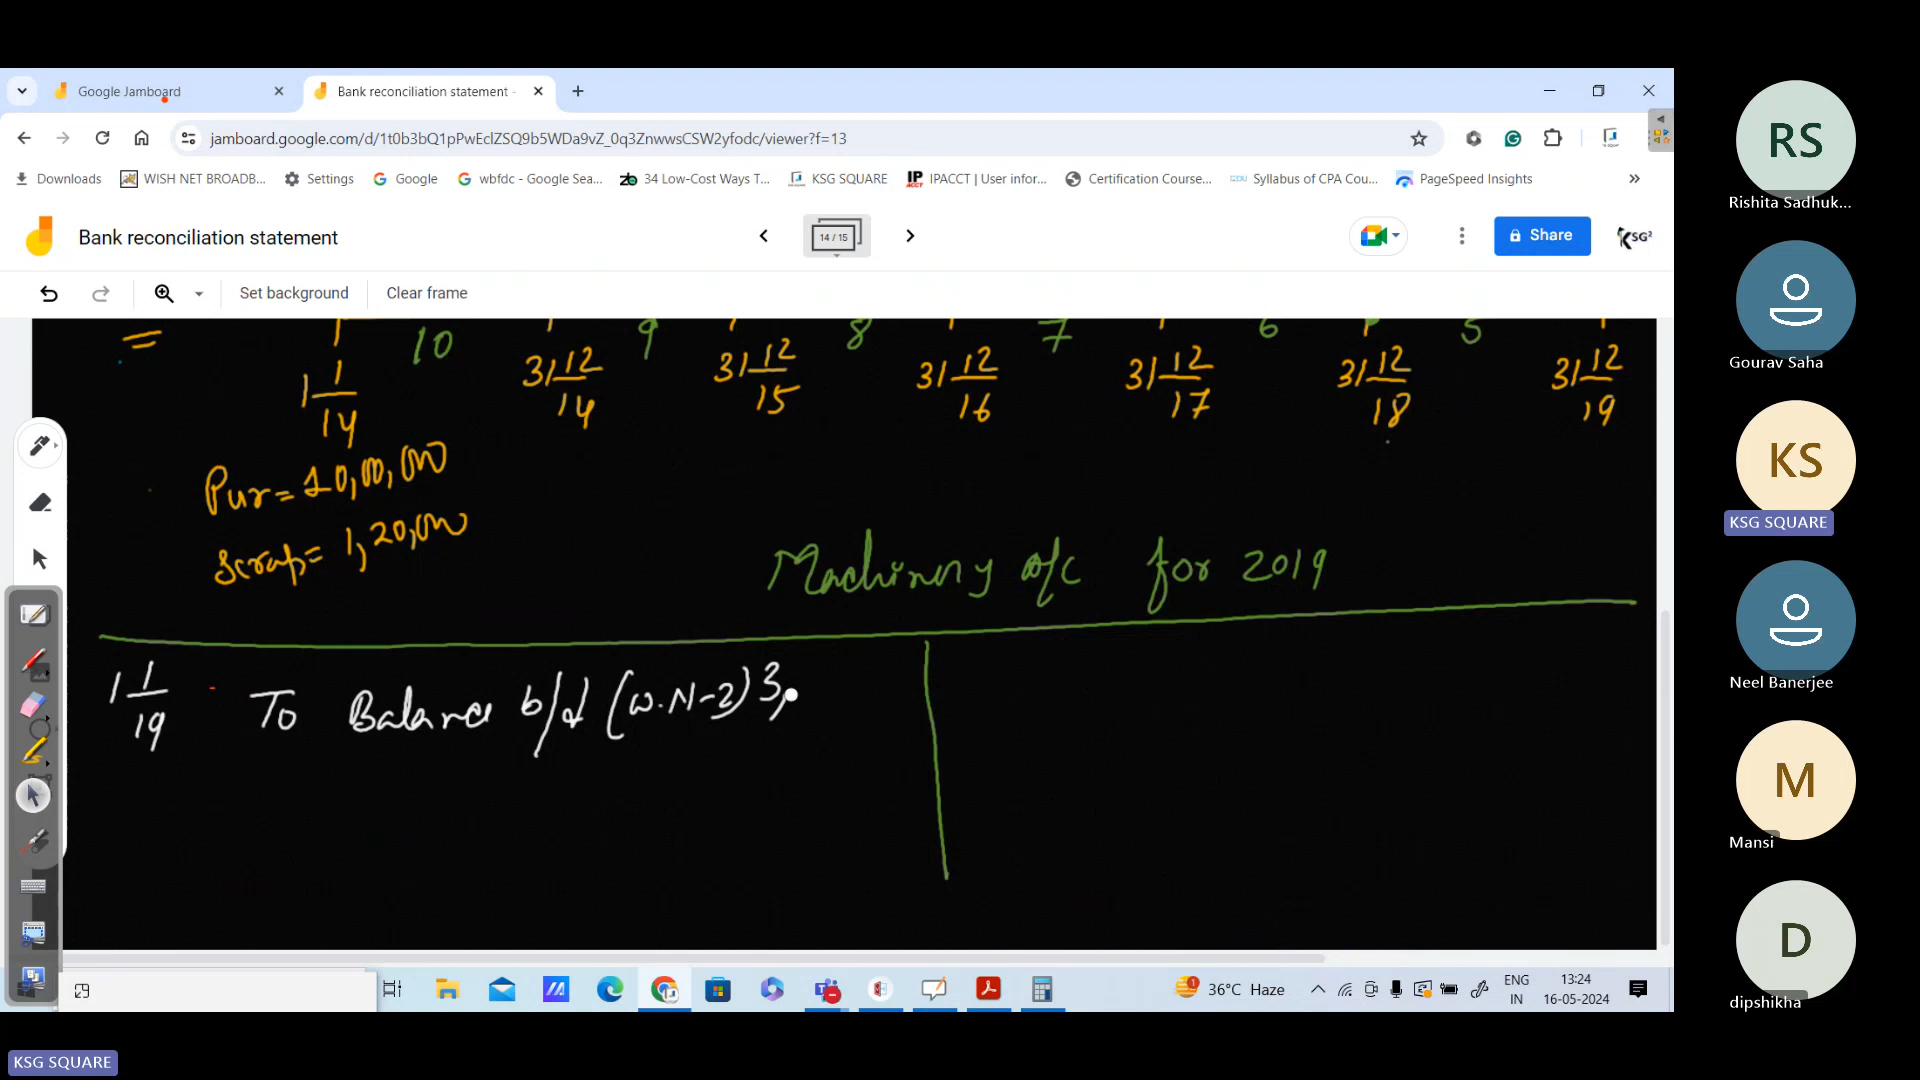 Google Jamboard
Bank reconciliation statement -
jamboard.google.com/d/1t0b3bQ1pPwEclZSQ9b5WDa9vZ_0q3ZnwwsCSW2yfodc/viewer?f=13
Downloads WISH NET BROADB... Settings Google wbfdc - Google Sea... 34 Low-Cost Ways T... KSG SQUARE IPACCT | User infor... Certification Course... Syllabus of CPA Cou... PageSpeed Insights »
Bank reconciliation statement 14 / 15 Share KSG²
Set background Clear frame
= 10 9 8 7 6 5
1 1/14 31 12/14 31 12/15 31 12/16 31 12/17 31 12/18 31 12/19
Pur = 10,00,000
Scrap = 1,20,000
Machinery a/c for 2019
1 1/19 To Balance b/d (W.N-2) 3,
36°C Haze
ENG
IN
13:24
16-05-2024
RS
Rishita Sadhuk...
Gourav Saha
KS
KSG SQUARE
Neel Banerjee
M
Mansi
D
dipshikha
KSG SQUARE